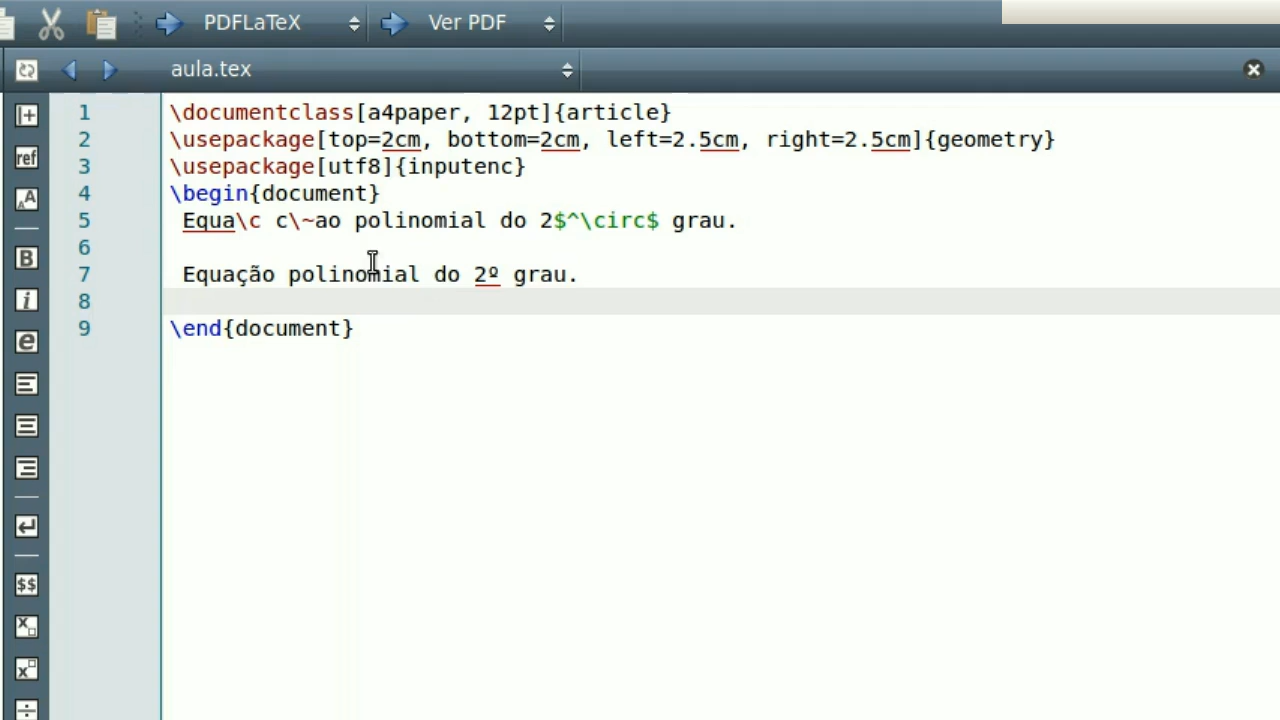 PDFLaTeX Ver PDF
aula.tex
1 \documentclass[a4paper, 12pt]{article}
2 \usepackage[top=2cm, bottom=2cm, left=2.5cm, right=2.5cm]{geometry}
3 \usepackage[utf8]{inputenc}
4 \begin{document}
5 Equa\c c\~ao polinomial do 2$^\circ$ grau.
6
7 Equação polinomial do 2º grau.
8
9 \end{document}
ref
AA
B
i
e
$$
X
X